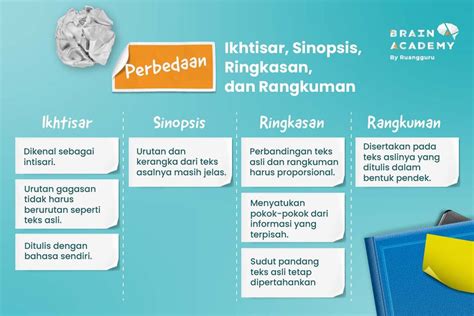 BRAIN
ACADEMY
By Ruangguru
Perbedaan
Ikhtisar, Sinopsis,
Ringkasan,
dan Rangkuman
Ikhtisar
Dikenal sebagai
intisari.
Urutan gagasan
tidak harus
berurutan seperti
teks asli.
Ditulis dengan
bahasa sendiri.
Sinopsis
Urutan dan
kerangka dari teks
asalnya masih jelas.
Ringkasan
Perbandingan teks
asli dan rangkuman
harus proporsional.
Menyatukan
pokok-pokok dari
informasi yang
terpisah.
Sudut pandang
teks asli tetap
dipertahankan
Rangkuman
Disertakan pada
teks aslinya yang
ditulis dalam
bentuk pendek.